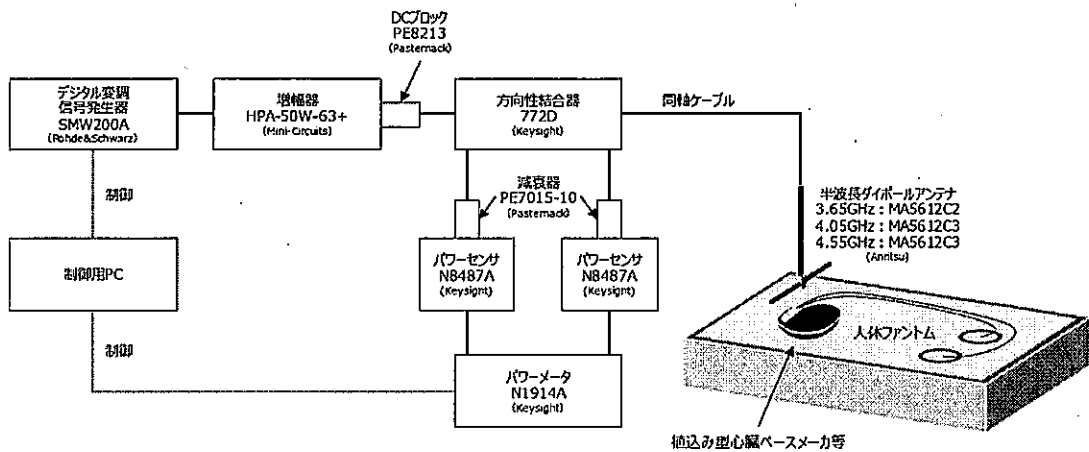 DCブロック
PE8213
(Pasternack)
デジタル変調
信号発生器
SMW200A
(Rohde&Schwarz)
増幅器
HPA-50W-63+
(Mini-Circuits)
方向性結合器
772D
(Keysight)
同軸ケーブル
制御
減衰器
PE7015-10
(Pasternack)
半波長ダイポールアンテナ
3.65GHz : MA5612C2
4.05GHz : MA5612C3
4.55GHz : MA5612C3
(Anritsu)
制御用PC
パワーセンサ
N8487A
(Keysight)
パワーセンサ
N8487A
(Keysight)
人体ファントム
制御
パワーメータ
N1914A
(Keysight)
植込み型心臓ペースメーカ等